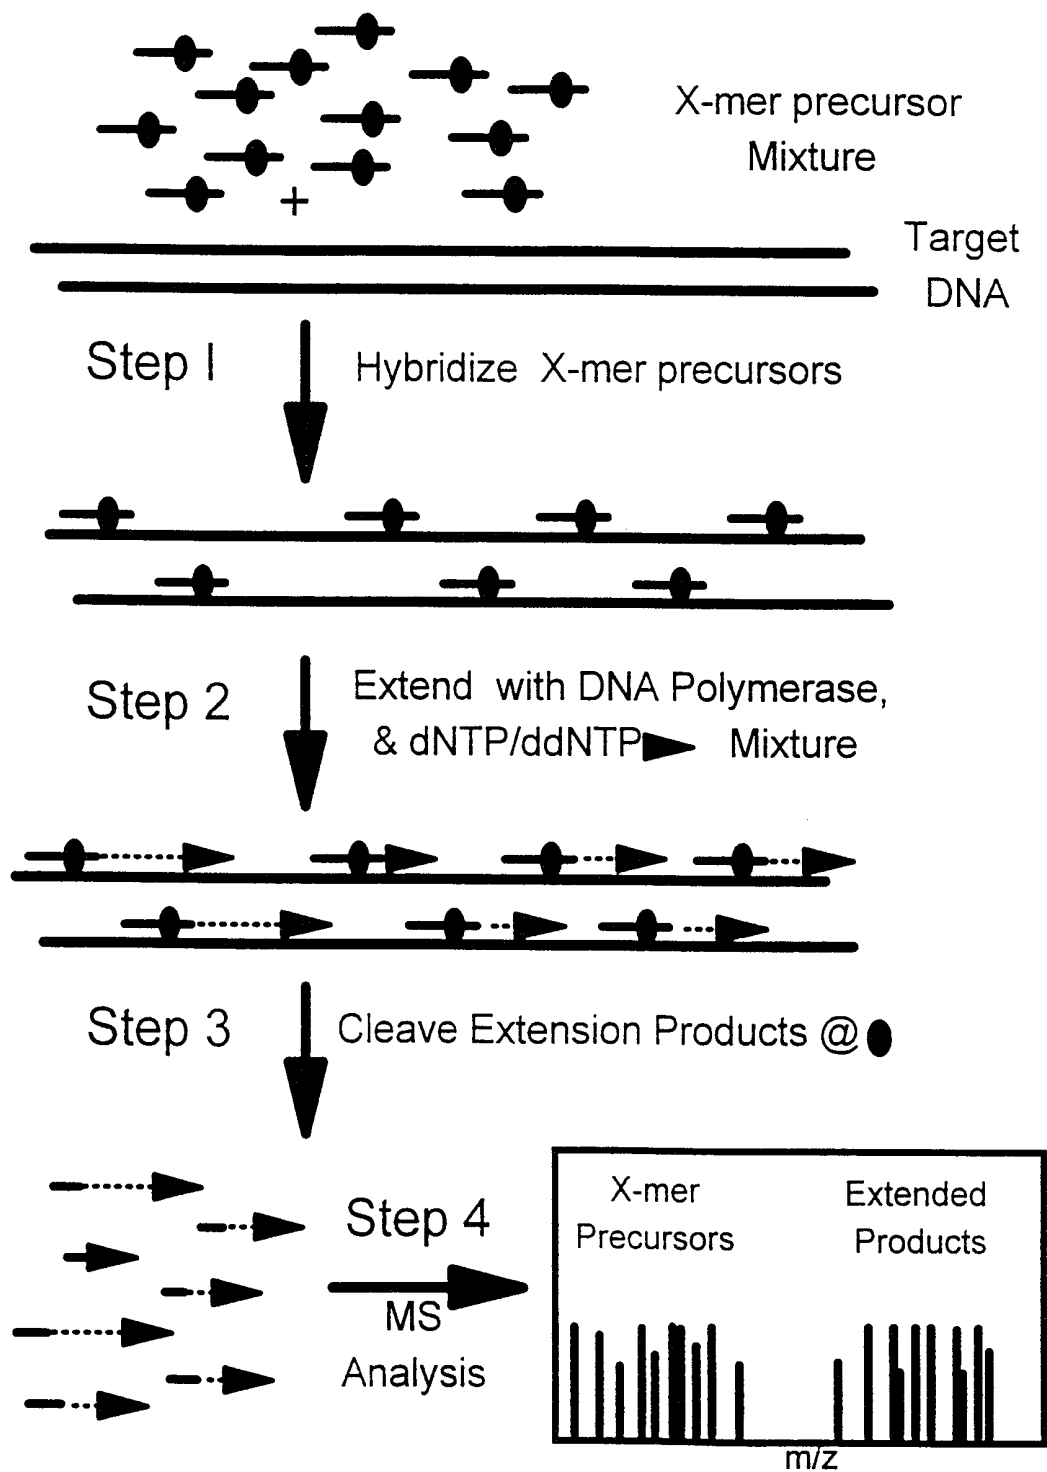 X-mer precursor
Mixture
+
Target
DNA
Step I
Hybridize X-mer precursors
Step 2
Extend with DNA Polymerase,
& dNTP/ddNTP Mixture
Step 3
Cleave Extension Products @
Step 4
MS
Analysis
X-mer
Precursors
Extended
Products
m/z